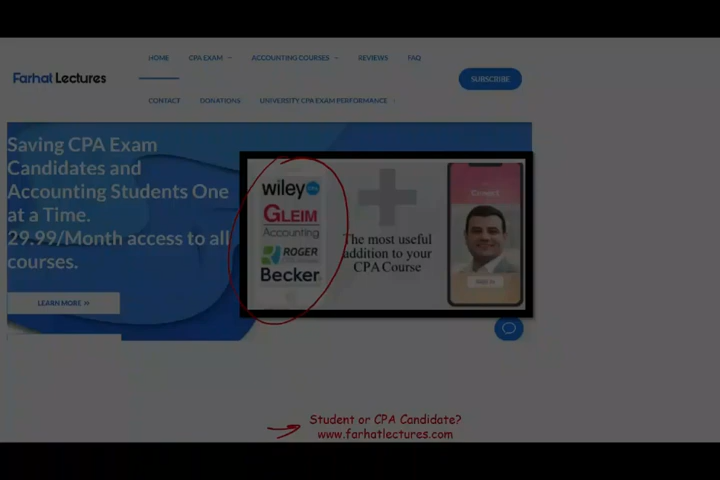 HOME CPA EXAM ACCOUNTING COURSES REVIEWS FAQ
Farhat Lectures
SUBSCRIBE
CONTACT DONATIONS UNIVERSITY CPA EXAM PERFORMANCE
Saving CPA Exam
Candidates and
Accounting Students One
at a Time.
29.99/Month access to all
courses.
LEARN MORE »
wiley
GLEIM
Accounting
ROGER
Becker
The most useful
addition to your
CPA Course
Student or CPA Candidate?
www.farhatlectures.com